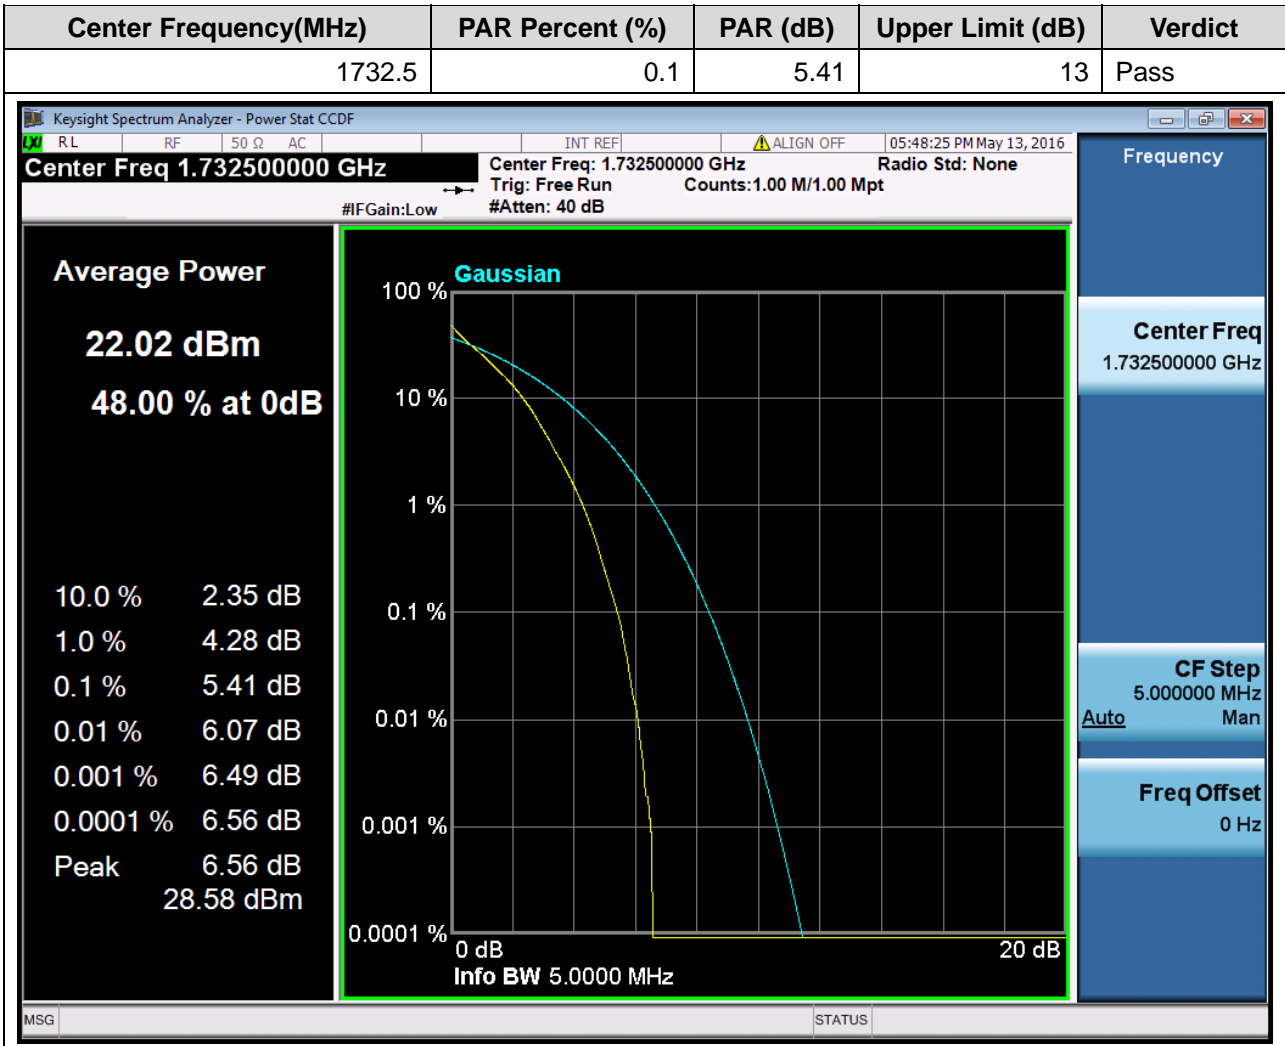 Center Frequency(MHz) PAR Percent (%) PAR (dB) Upper Limit (dB) Verdict
1732.5 0.1 5.41 13 Pass
Keysight Spectrum Analyzer - Power Stat CCDF
LXI RL RF 50 Ω AC INT REF ALIGN OFF 05:48:25 PM May 13, 2016
Center Freq 1.732500000 GHz
Center Freq: 1.732500000 GHz Radio Std: None
Trig: Free Run Counts:1.00 M/1.00 Mpt
#IFGain:Low #Atten: 40 dB
Average Power
22.02 dBm
48.00 % at 0dB
10.0 % 2.35 dB
1.0 % 4.28 dB
0.1 % 5.41 dB
0.01 % 6.07 dB
0.001 % 6.49 dB
0.0001 % 6.56 dB
Peak 6.56 dB
28.58 dBm
Gaussian
100 %
10 %
1 %
0.1 %
0.01 %
0.001 %
0.0001 %
0 dB 20 dB
Info BW 5.0000 MHz
Frequency
Center Freq
1.732500000 GHz
CF Step
5.000000 MHz
Auto Man
Freq Offset
0 Hz
MSG STATUS